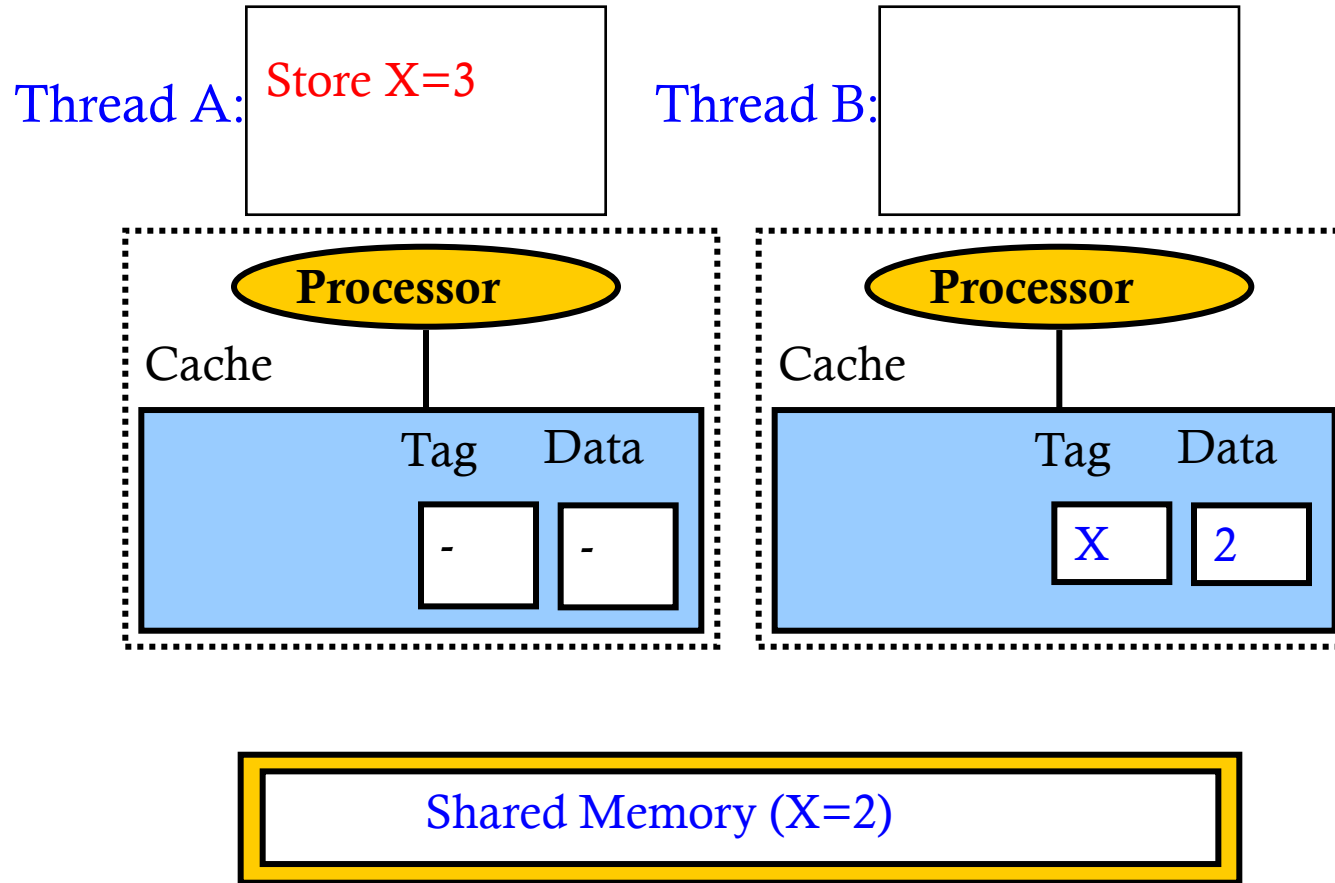 Thread A:
Store X=3
Thread B:
Processor
Processor
Cache
Cache
Tag Data
Tag Data
- -
X 2
Shared Memory (X=2)